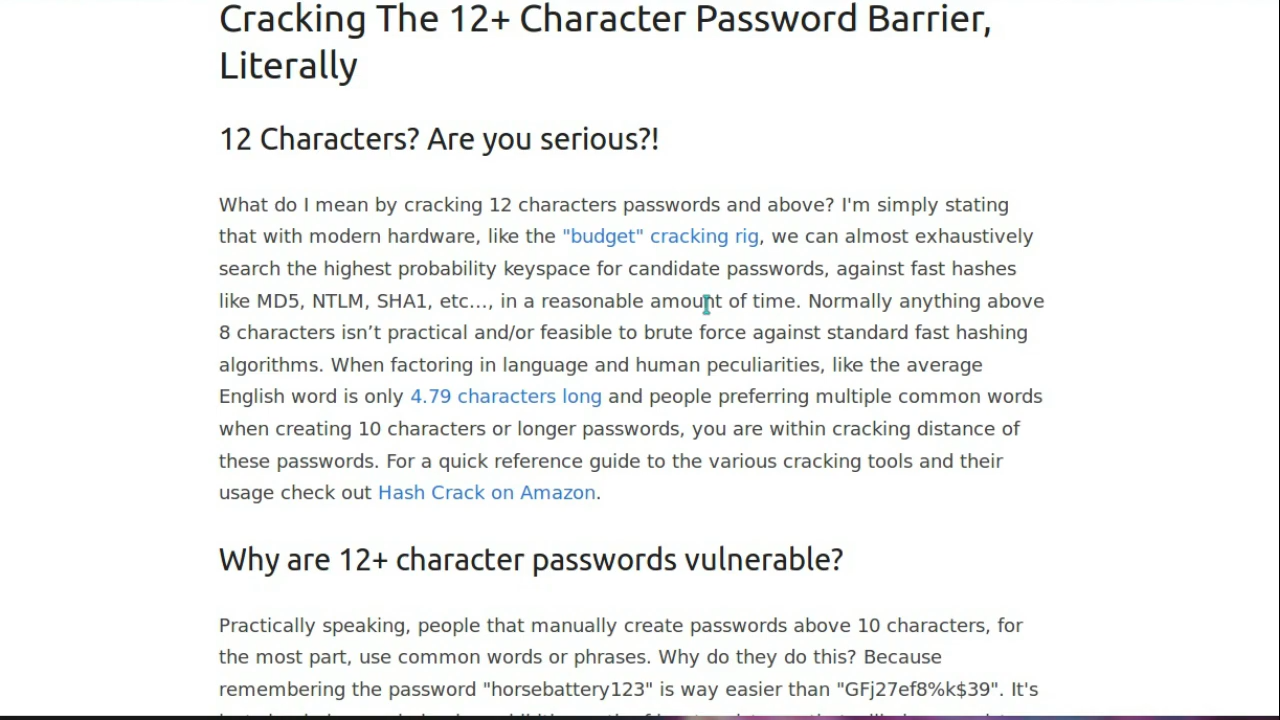 Cracking The 12+ Character Password Barrier,
Literally
12 Characters? Are you serious?!
What do I mean by cracking 12 characters passwords and above? I'm simply stating
that with modern hardware, like the "budget" cracking rig, we can almost exhaustively
search the highest probability keyspace for candidate passwords, against fast hashes
like MD5, NTLM, SHA1, etc..., in a reasonable amount of time. Normally anything above
8 characters isn’t practical and/or feasible to brute force against standard fast hashing
algorithms. When factoring in language and human peculiarities, like the average
English word is only 4.79 characters long and people preferring multiple common words
when creating 10 characters or longer passwords, you are within cracking distance of
these passwords. For a quick reference guide to the various cracking tools and their
usage check out Hash Crack on Amazon.
Why are 12+ character passwords vulnerable?
Practically speaking, people that manually create passwords above 10 characters, for
the most part, use common words or phrases. Why do they do this? Because
remembering the password "horsebattery123" is way easier than "GFj27ef8%k$39". It's